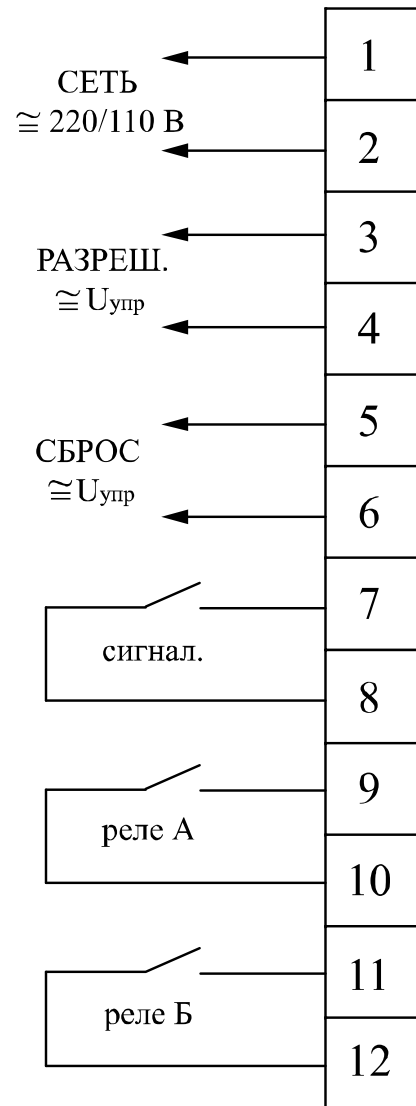 1
СЕТЬ
≅ 220/110 В
2
3
РАЗРЕШ.
≅ Uупр
4
5
СБРОС
≅Uупр
6
7
сигнал.
8
9
реле А
10
11
реле Б
12